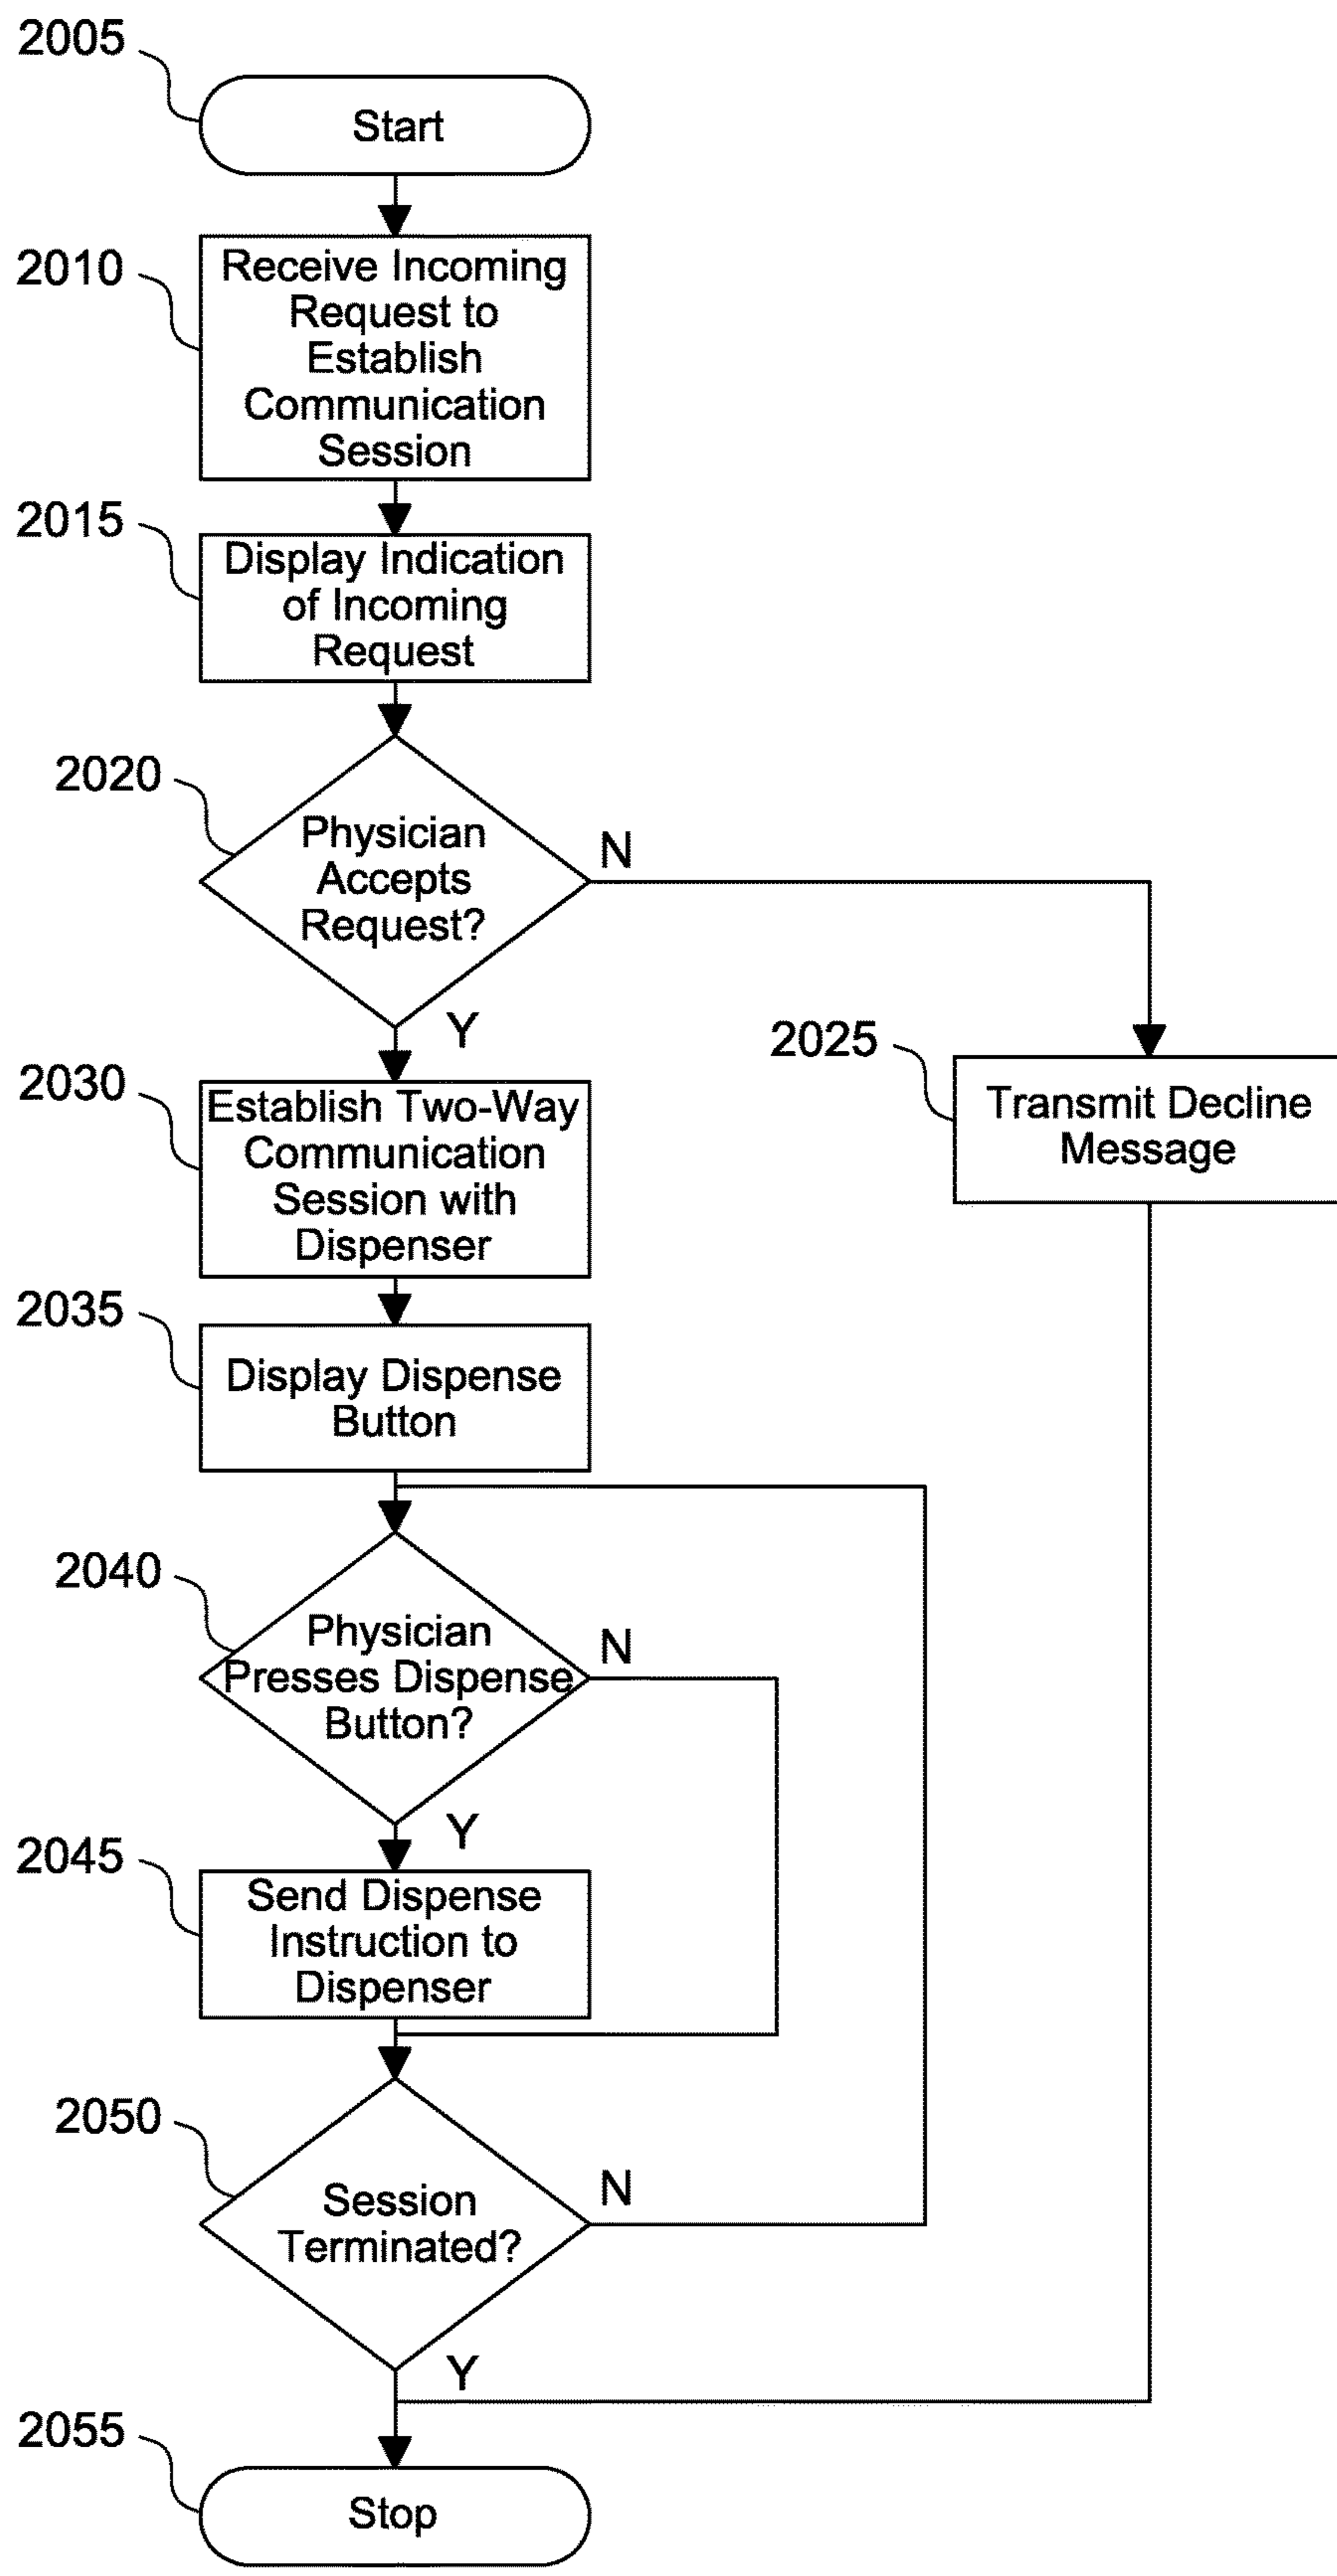 2005
Start
2010
Receive Incoming
Request to
Establish
Communication
Session
2015
Display Indication
of Incoming
Request
2020
Physician
Accepts
Request?
N
Y
2025
Transmit Decline
Message
2030
Establish Two-Way
Communication
Session with
Dispenser
2035
Display Dispense
Button
2040
Physician
Presses Dispense
Button?
N
Y
2045
Send Dispense
Instruction to
Dispenser
2050
Session
Terminated?
N
Y
2055
Stop